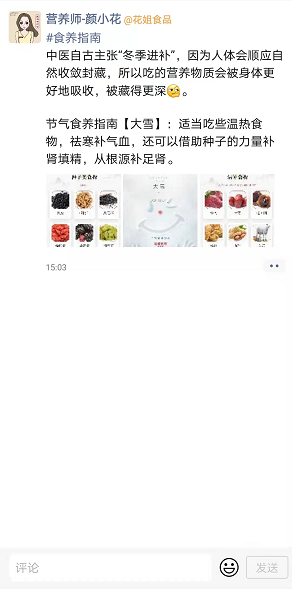 营养师-颜小花@花姐食品
#食养指南
中医自古主张“冬季进补”，因为人体会顺应自
然收敛封藏，所以吃的营养物质会被身体更
好地吸收，被藏得更深。
节气食养指南【大雪】：适当吃些温热食
物，祛寒补气血，还可以借助种子的力量补
肾填精，从根源补足肾。
大雪
15:03
评论
发送